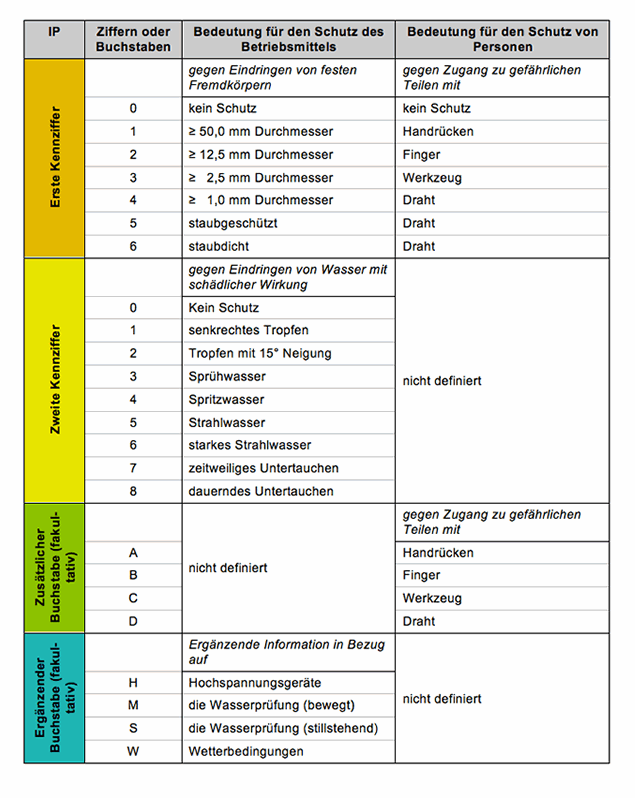 IP
Ziffern oder
Buchstaben
Bedeutung für den Schutz des
Betriebsmittels
Bedeutung für den Schutz von
Personen
Erste Kennziffer
gegen Eindringen von festen
Fremdkörpern
gegen Zugang zu gefährlichen
Teilen mit
0 kein Schutz kein Schutz
1 ≥ 50,0 mm Durchmesser Handrücken
2 ≥ 12,5 mm Durchmesser Finger
3 ≥ 2,5 mm Durchmesser Werkzeug
4 ≥ 1,0 mm Durchmesser Draht
5 staubgeschützt Draht
6 staubdicht Draht
Zweite Kennziffer
gegen Eindringen von Wasser mit
schädlicher Wirkung
0 Kein Schutz
1 senkrechtes Tropfen
2 Tropfen mit 15° Neigung
3 Sprühwasser
4 Spritzwasser
5 Strahlwasser
6 starkes Strahlwasser
7 zeitweiliges Untertauchen
8 dauerndes Untertauchen
nicht definiert
Zusätzlicher
Buchstabe (fakul-
tativ)
nicht definiert
gegen Zugang zu gefährlichen
Teilen mit
A Handrücken
B Finger
C Werkzeug
D Draht
Ergänzender
Buchstabe (fakul-
tativ)
Ergänzende Information in Bezug
auf
H Hochspannungsgeräte
M die Wasserprüfung (bewegt)
S die Wasserprüfung (stillstehend)
W Wetterbedingungen
nicht definiert